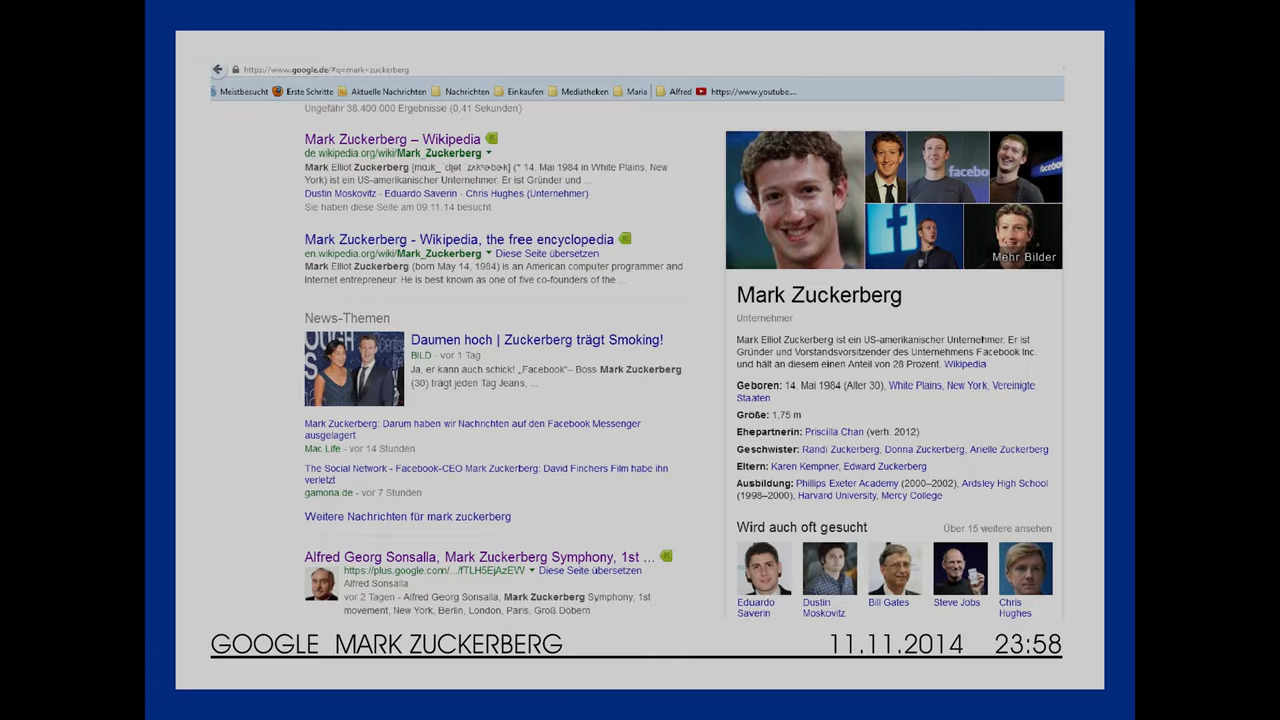 https://www.google.de/#q=mark+zuckerberg
Meistbesucht Erste Schritte Aktuelle Nachrichten Nachrichten Einkaufen Mediatheken Maria Alfred https://www.youtube....
Ungefähr 38.400.000 Ergebnisse (0,41 Sekunden)
Mark Zuckerberg – Wikipedia
de.wikipedia.org/wiki/Mark_Zuckerberg
Mark Elliot Zuckerberg (* 14. Mai 1984 in White Plains, New
York) ist ein US-amerikanischer Unternehmer. Er ist Gründer und ...
Dustin Moskovitz - Eduardo Saverin - Chris Hughes (Unternehmer)
Sie haben diese Seite am 09.11.14 besucht.
Mark Zuckerberg - Wikipedia, the free encyclopedia
en.wikipedia.org/wiki/Mark_Zuckerberg Diese Seite übersetzen
Mark Elliot Zuckerberg (born May 14, 1984) is an American computer programmer and
Internet entrepreneur. He is best known as one of five co-founders of the ...
News-Themen
Daumen hoch | Zuckerberg trägt Smoking!
BILD - vor 1 Tag
Ja, er kann auch schick! „Facebook“– Boss Mark Zuckerberg
(30) trägt jeden Tag Jeans, ...
Mark Zuckerberg: Darum haben wir Nachrichten auf den Facebook Messenger
ausgelagert
Mac Life - vor 14 Stunden
The Social Network - Facebook-CEO Mark Zuckerberg: David Finchers Film habe ihn
verletzt
gamona.de - vor 7 Stunden
Weitere Nachrichten für mark zuckerberg
Alfred Georg Sonsalla, Mark Zuckerberg Symphony, 1st ...
https://plus.google.com/.../fTLH5EjAzEW Diese Seite übersetzen
Alfred Sonsalla
vor 2 Tagen - Alfred Georg Sonsalla, Mark Zuckerberg Symphony, 1st
movement, New York, Berlin, London, Paris, Groß Döbern
facebo
facebo
Mehr Bilder
Mark Zuckerberg
Unternehmer
Mark Elliot Zuckerberg ist ein US-amerikanischer Unternehmer. Er ist
Gründer und Vorstandsvorsitzender des Unternehmens Facebook Inc.
und hält an diesem einen Anteil von 28 Prozent. Wikipedia
Geboren: 14. Mai 1984 (Alter 30), White Plains, New York, Vereinigte
Staaten
Größe: 1,75 m
Ehepartnerin: Priscilla Chan (verh. 2012)
Geschwister: Randi Zuckerberg, Donna Zuckerberg, Arielle Zuckerberg
Eltern: Karen Kempner, Edward Zuckerberg
Ausbildung: Phillips Exeter Academy (2000–2002), Ardsley High School
(1998–2000), Harvard University, Mercy College
Wird auch oft gesucht Über 15 weitere ansehen
Eduardo Saverin
Dustin Moskovitz
Bill Gates
Steve Jobs
Chris Hughes
GOOGLE MARK ZUCKERBERG 11.11.2014 23:58